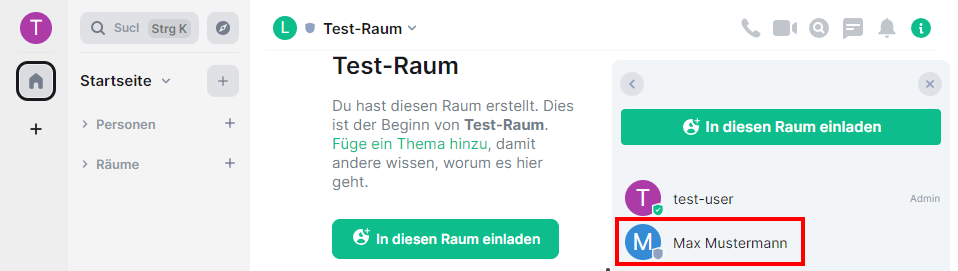 T
Sucl Strg K
Startseite
Personen
Räume
L Test-Raum
Test-Raum
Du hast diesen Raum erstellt. Dies
ist der Beginn von Test-Raum.
Füge ein Thema hinzu, damit
andere wissen, worum es hier
geht.
In diesen Raum einladen
In diesen Raum einladen
T test-user Admin
M Max Mustermann